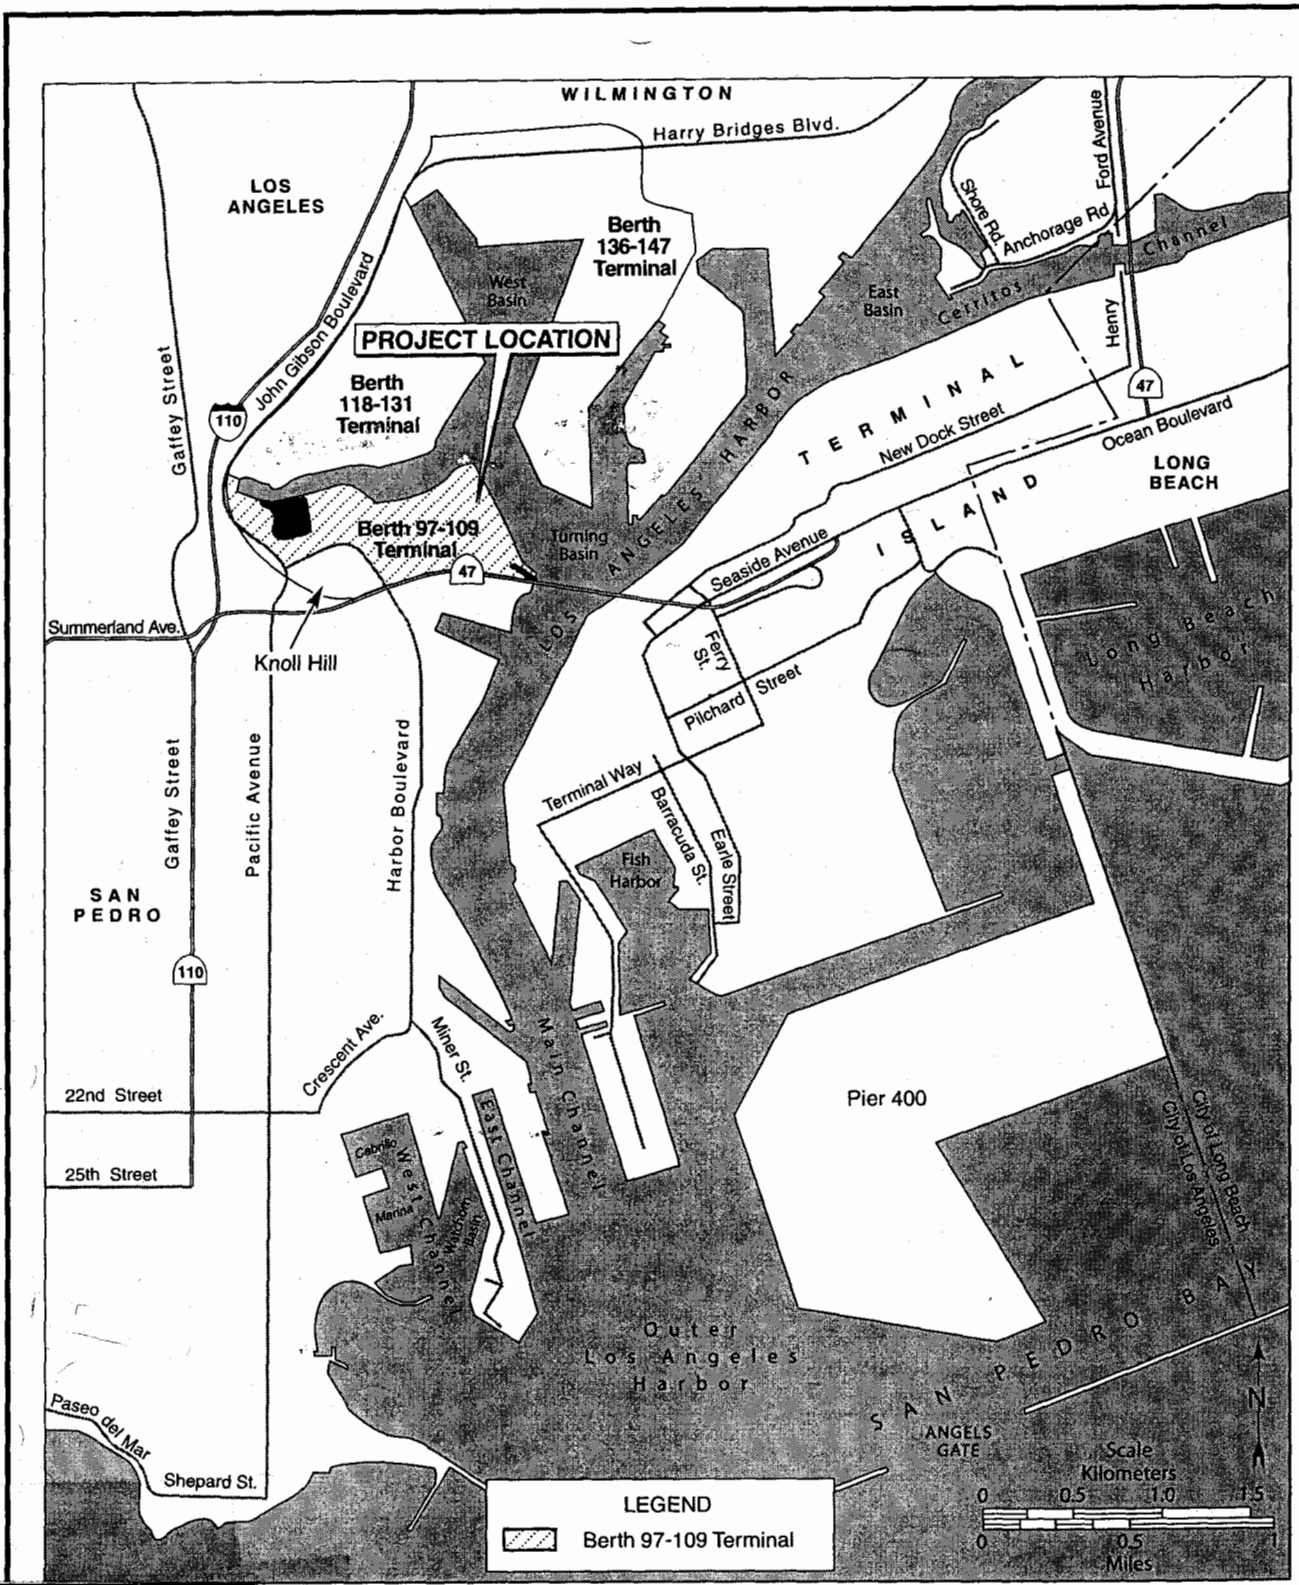 WILMINGTON
Harry Bridges Blvd.
Ford Avenue
LOS
ANGELES
Shore Rd.
Anchorage Rd.
Berth
136-147
Terminal
John Gibson Boulevard
West
Basin
East
Basin
Cerritos
Channel
Henry
PROJECT LOCATION
Gaffey Street
110
Berth
118-131
Terminal
47
TERMINAL
ISLAND
New Dock Street
Ocean Boulevard
LONG
BEACH
LOS ANGELES HARBOR
Berth 97-109
Terminal
Turning
Basin
47
Seaside Avenue
Long Beach
Harbor
Summerland Ave.
Knoll Hill
Ferry
St.
Pilchard Street
Gaffey Street
Pacific Avenue
Harbor Boulevard
Terminal Way
Barracuda St.
Earle Street
Fish
Harbor
SAN
PEDRO
110
Crescent Ave.
Miner St.
Main Channel
22nd Street
Pier 400
City of Long Beach
City of Los Angeles
East Channel
25th Street
Cabrillo
Marina
West Channel
Watchorn
Basin
Outer
Los Angeles
Harbor
SAN PEDRO BAY
ANGELS
GATE
N
Paseo del Mar
Shepard St.
Scale
Kilometers
0 0.5 1.0 1.5
0 0.5 1
Miles
LEGEND
Berth 97-109 Terminal